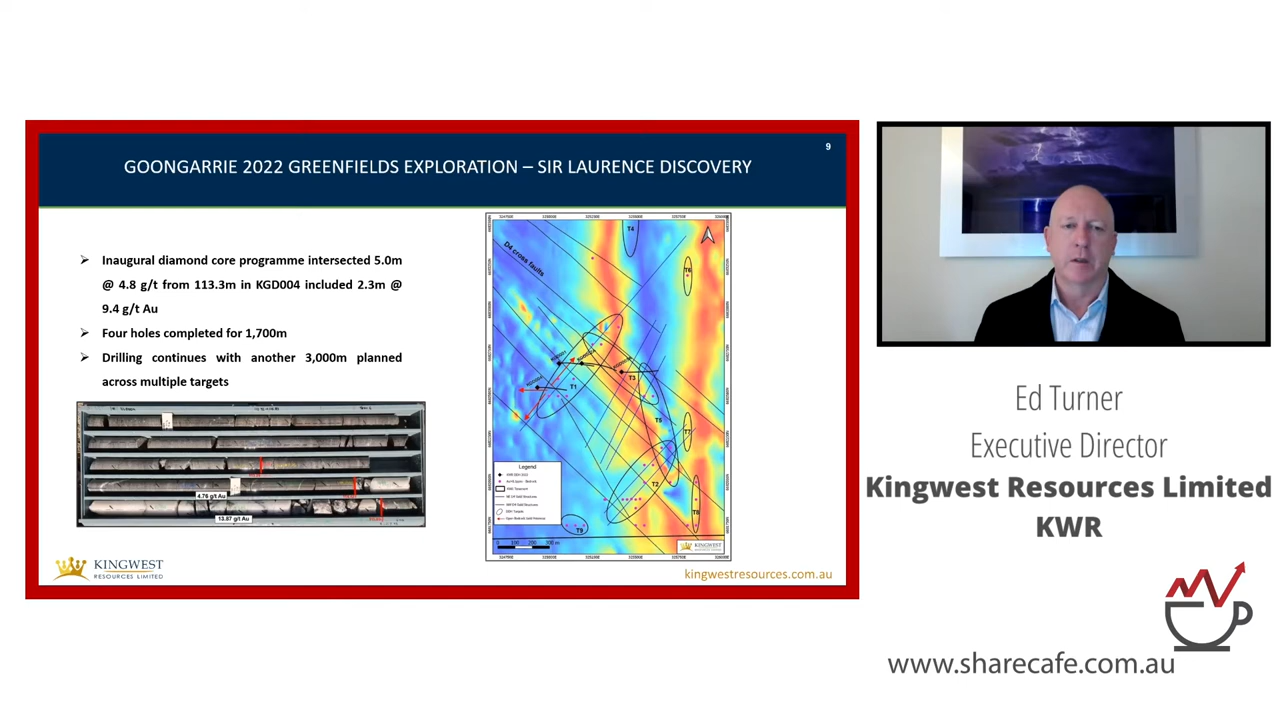 9
GOONGARRIE 2022 GREENFIELDS EXPLORATION – SIR LAURENCE DISCOVERY
➢ Inaugural diamond core programme intersected 5.0m
@ 4.8 g/t from 113.3m in KGD004 included 2.3m @
9.4 g/t Au
➢ Four holes completed for 1,700m
➢ Drilling continues with another 3,000m planned
across multiple targets
4.76 g/t Au
13.87 g/t Au
D4 cross faults
T4
T6
T1
T3
T5
T7
T2
T8
T9
Legend
KINGWEST
RESOURCES LIMITED
KINGWEST
kingwestresources.com.au
Ed Turner
Executive Director
Kingwest Resources Limited
KWR
www.sharecafe.com.au